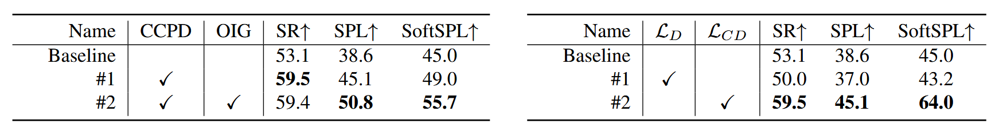 Name CCPD OIG SR↑ SPL↑ SoftSPL↑
Baseline 53.1 38.6 45.0
#1 ✓ 59.5 45.1 49.0
#2 ✓ ✓ 59.4 50.8 55.7
Name ℒD ℒCD SR↑ SPL↑ SoftSPL↑
Baseline 53.1 38.6 45.0
#1 ✓ 50.0 37.0 43.2
#2 ✓ 59.5 45.1 64.0